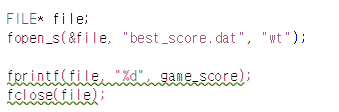 FILE* file;
fopen_s(&file, "best_score.dat", "wt");
fprintf(file, "%d", game_score);
fclose(file);